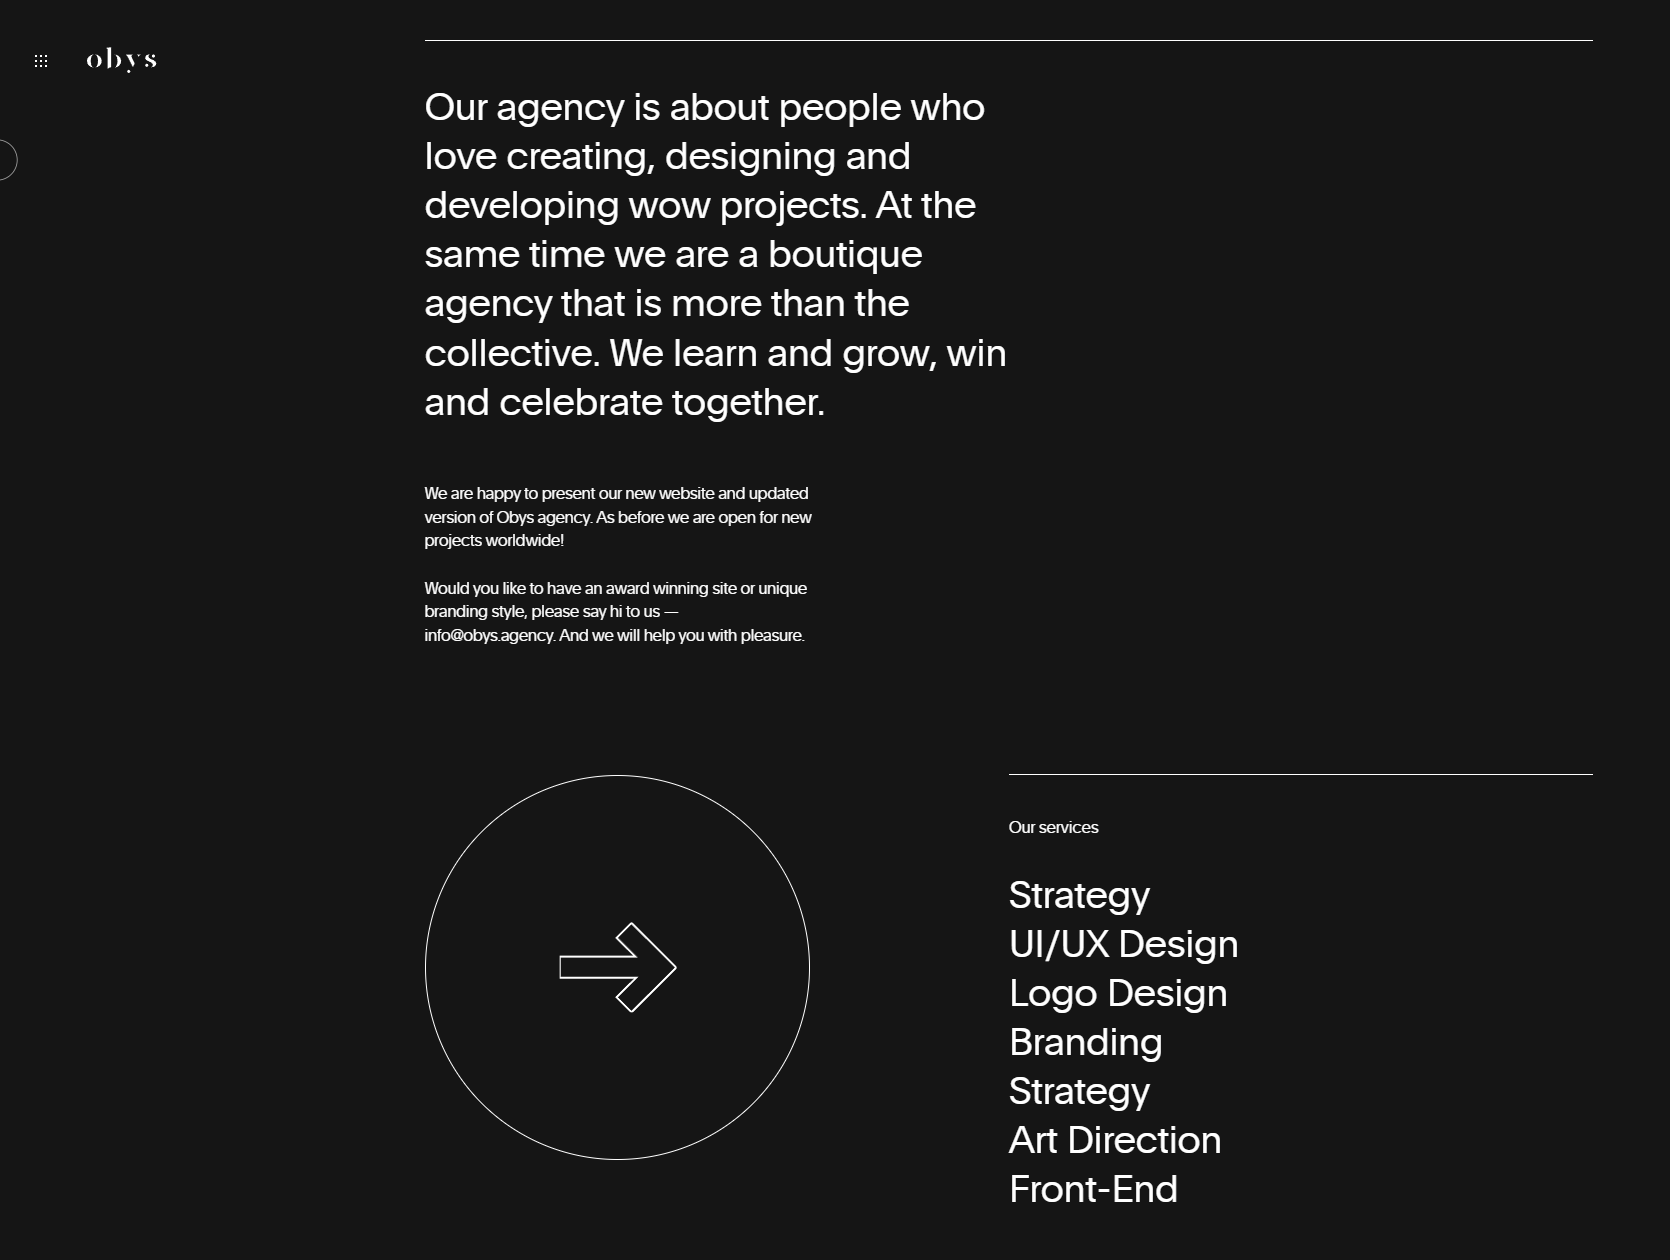 obys
Our agency is about people who
love creating, designing and
developing wow projects. At the
same time we are a boutique
agency that is more than the
collective. We learn and grow, win
and celebrate together.
We are happy to present our new website and updated
version of Obys agency. As before we are open for new
projects worldwide!
Would you like to have an award winning site or unique
branding style, please say hi to us —
info@obys.agency. And we will help you with pleasure.
Our services
Strategy
UI/UX Design
Logo Design
Branding
Strategy
Art Direction
Front-End